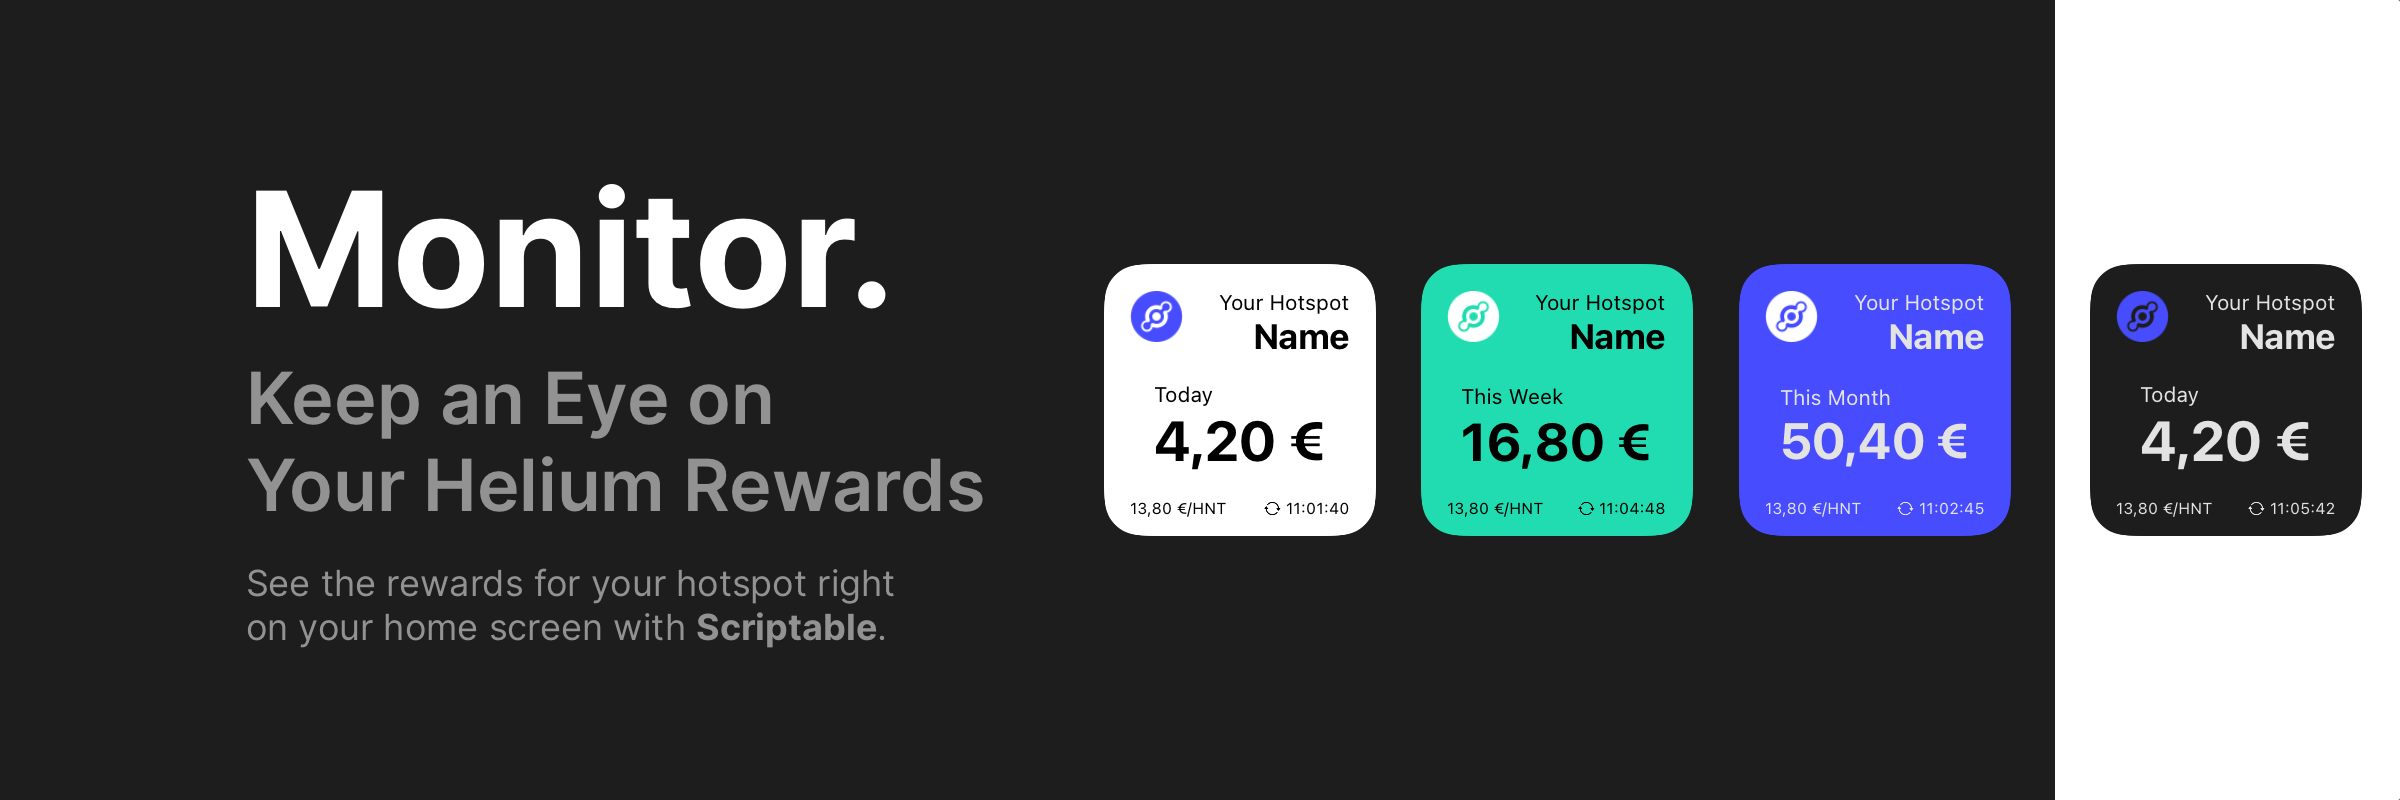 Monitor.
Keep an Eye on
Your Helium Rewards
See the rewards for your hotspot right
on your home screen with Scriptable.
Your Hotspot
Name
Today
4,20 €
13,80 €/HNT 11:01:40
Your Hotspot
Name
This Week
16,80 €
13,80 €/HNT 11:04:48
Your Hotspot
Name
This Month
50,40 €
13,80 €/HNT 11:02:45
Your Hotspot
Name
Today
4,20 €
13,80 €/HNT 11:05:42